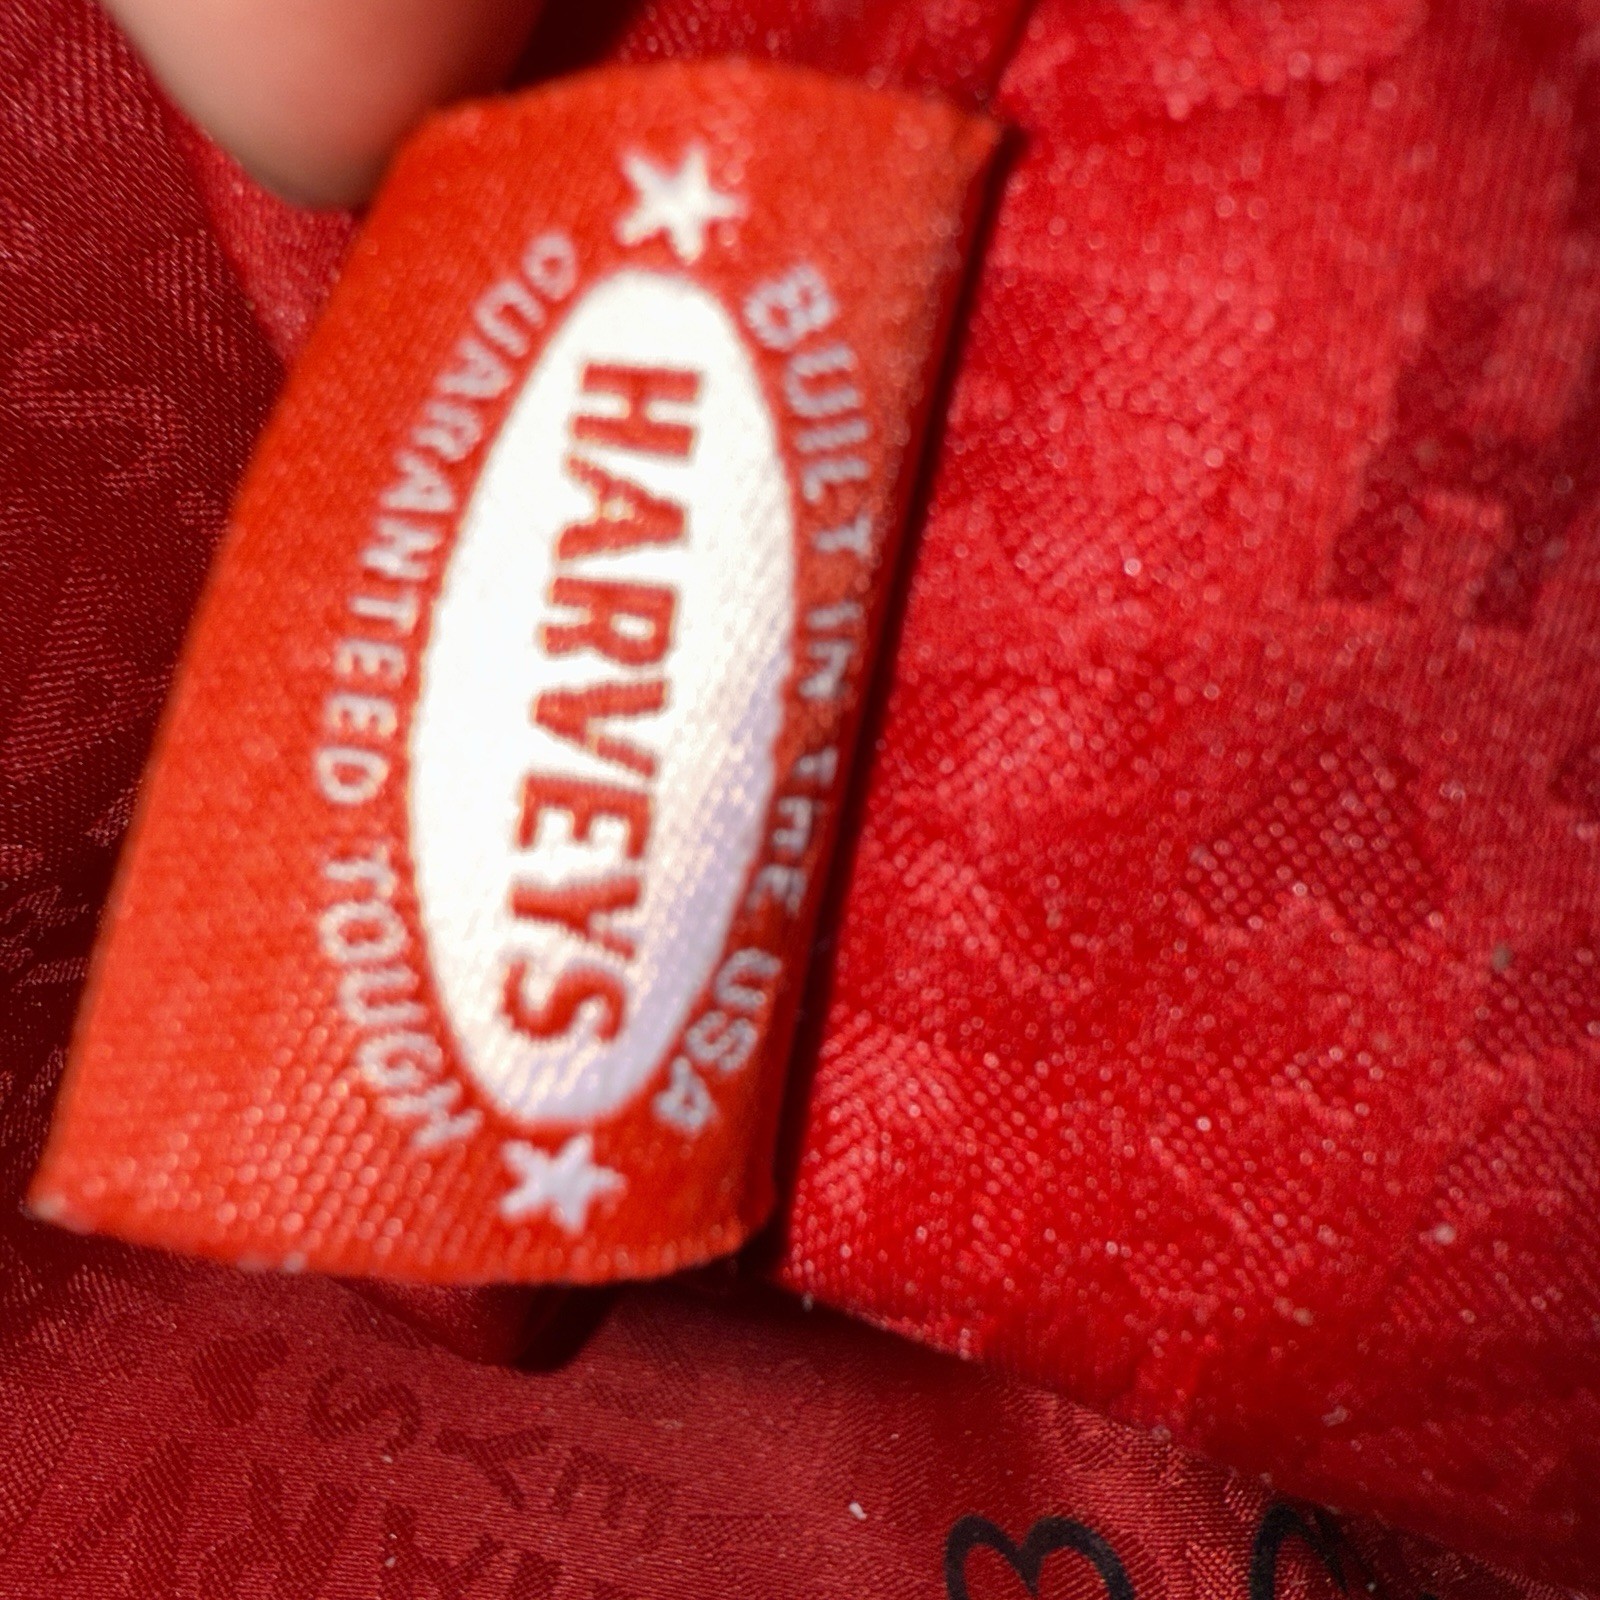 BUILT IN THE USA
HARVEYS
GUARANTEED TOUGH